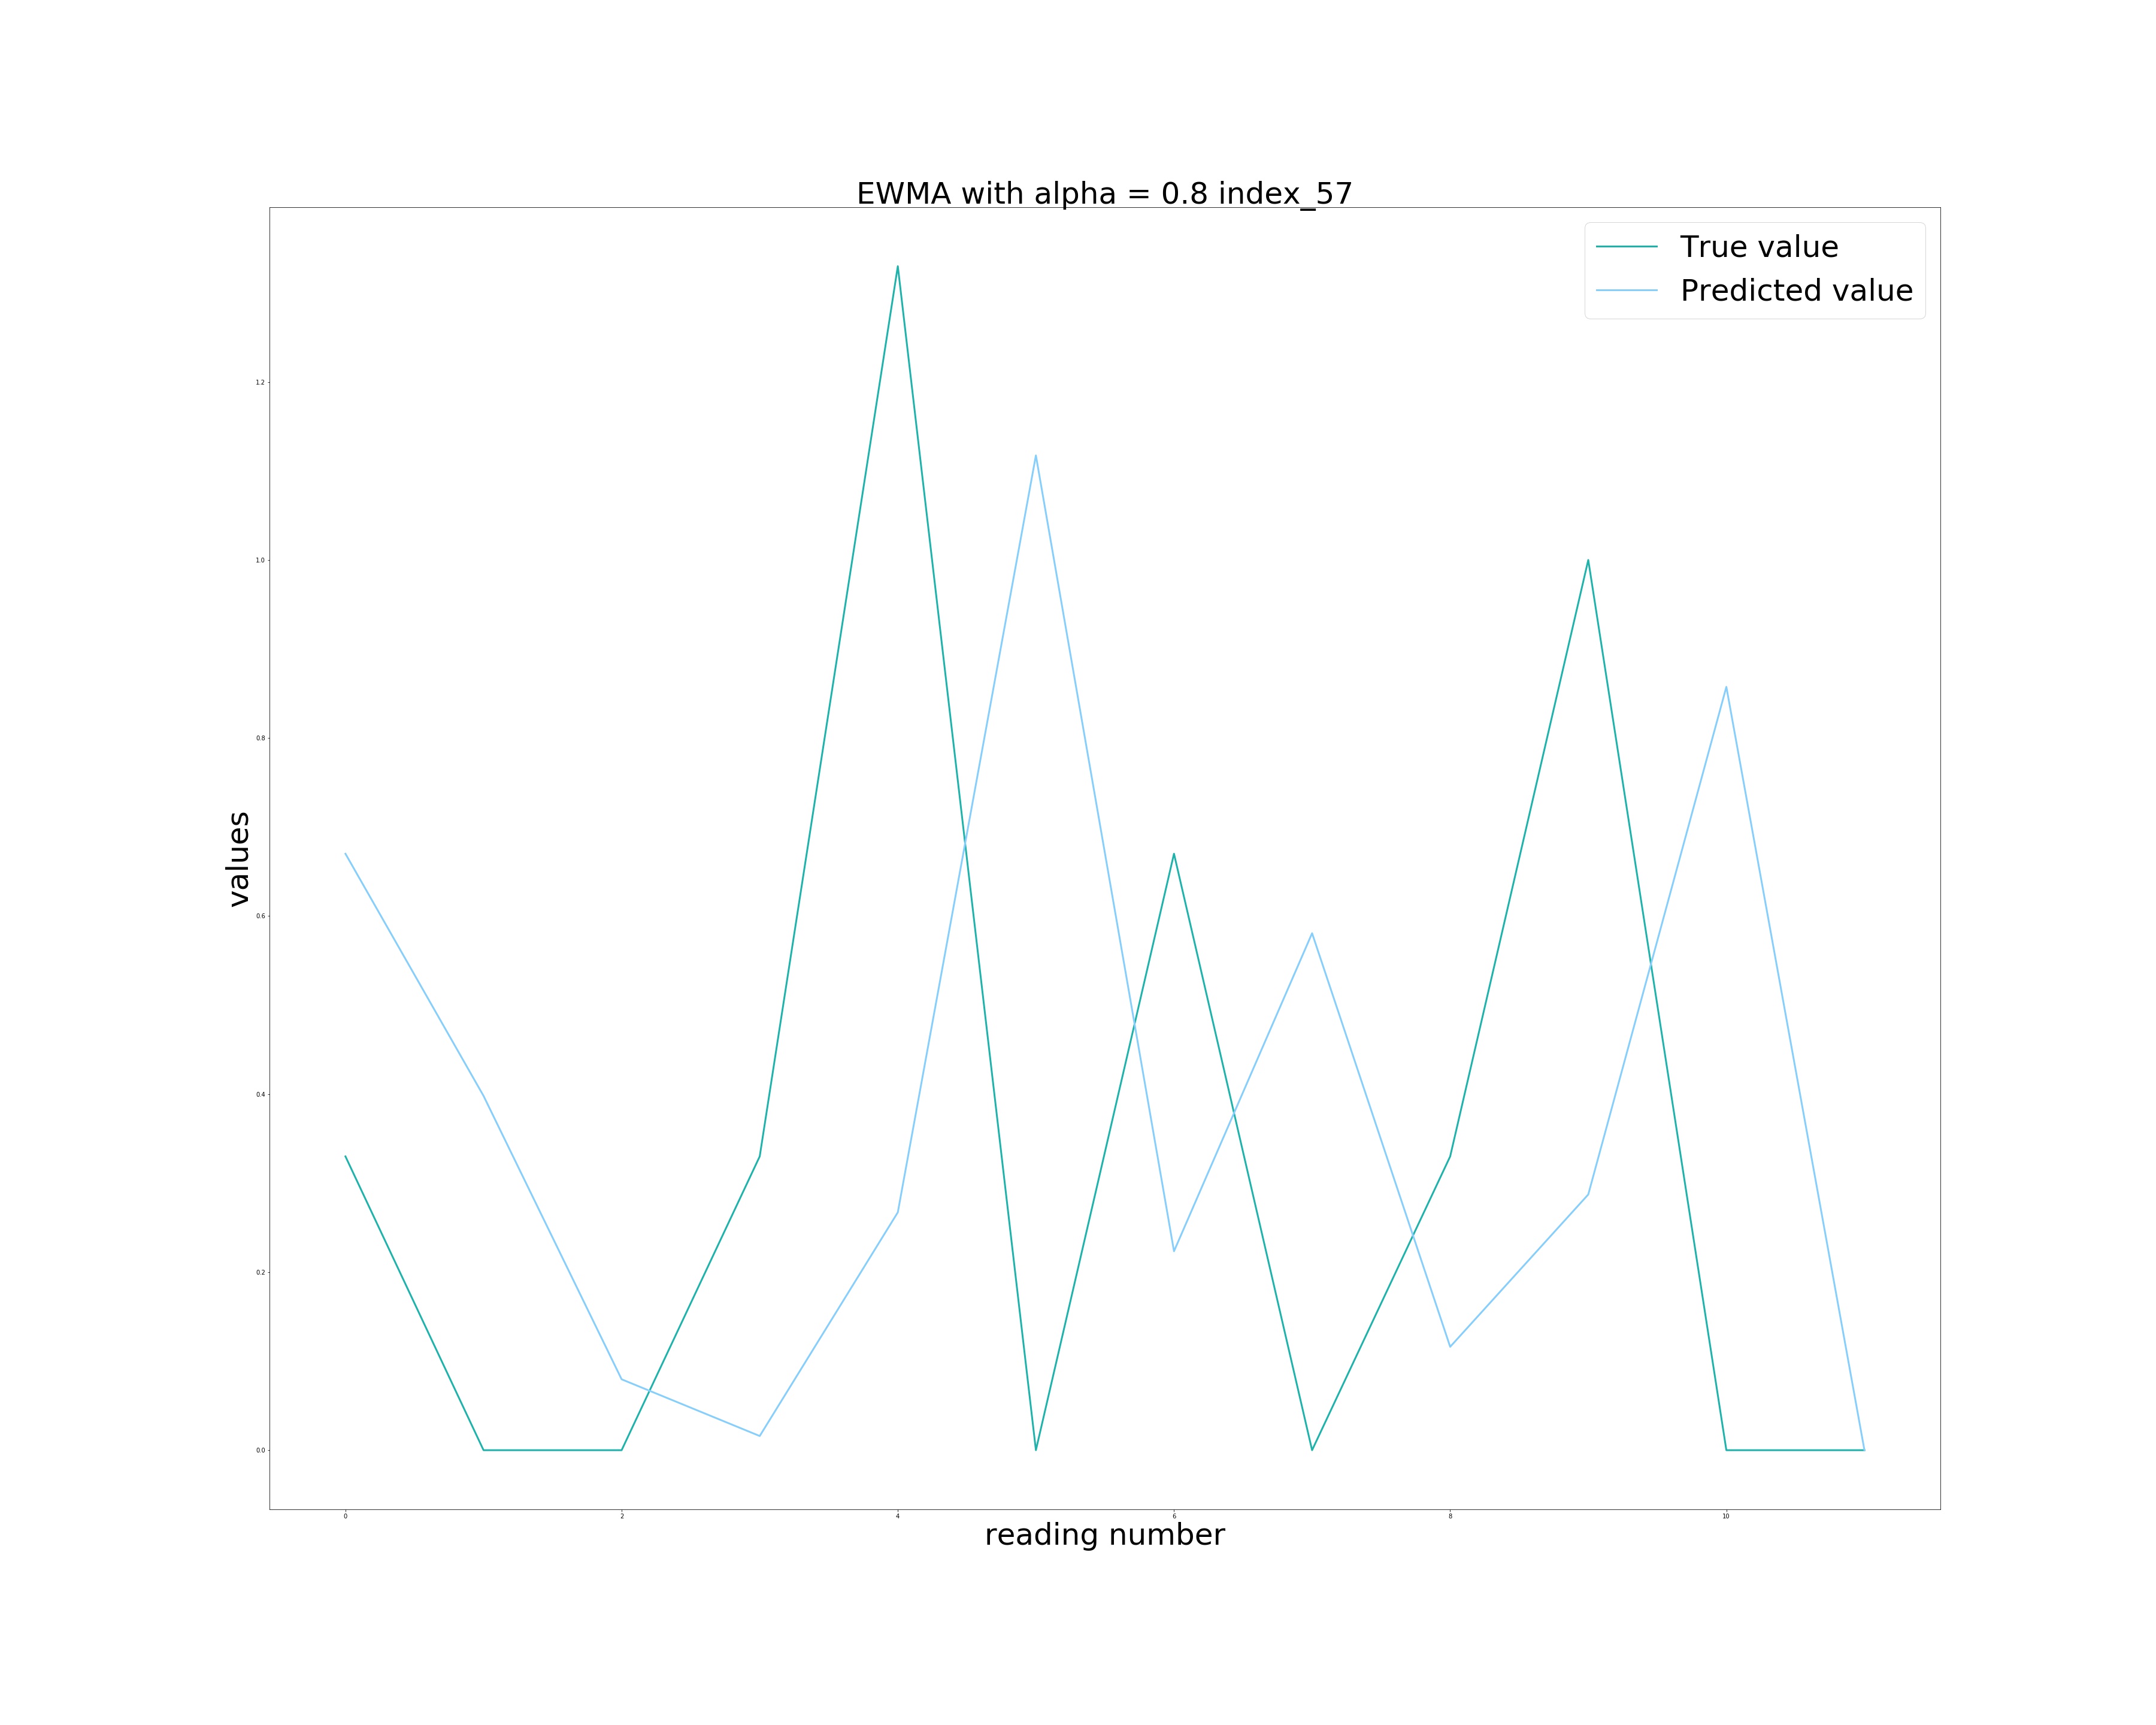 EWMA with alpha = 0.8 index_57
True value
Predicted value
1.2
1.0
0.8
0.6
0.4
0.2
0.0
values
0 2 4 6 8 10
reading number